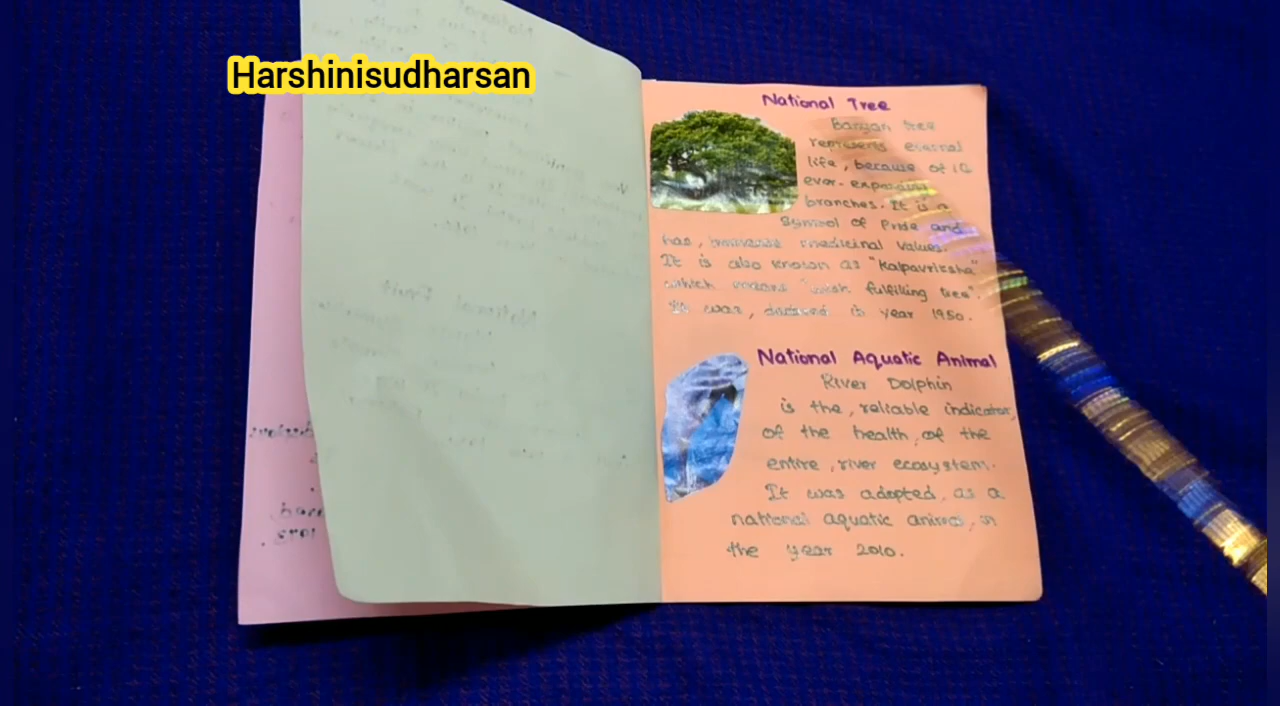 Harshinisudharsan
National Tree
Banyan tree
represents eternal
life, because of its
ever-expanding
branches. It is a
symbol of Pride and
has, immense medicinal values.
It is also known as "Kalpavriksha"
which means "wish fulfilling tree".
It was, declared in year 1950.
National Aquatic Animal
River Dolphin
is the, reliable indicator,
of the health, of the
entire, river ecosystem.
It was adopted, as a
national aquatic animal, in
the year 2010.